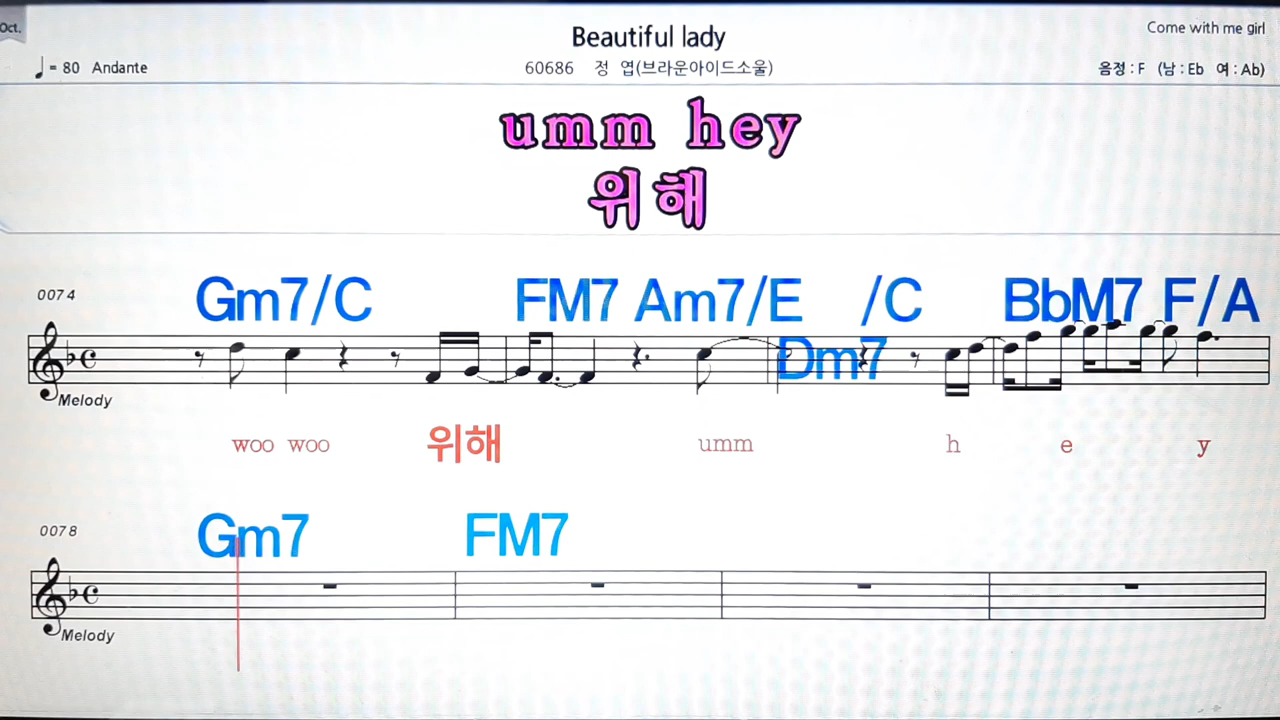 Oct.
Beautiful lady
Come with me girl
♩= 80 Andante
60686 정 엽(브라운아이드소울)
음정 : F (남 : Eb 여 : Ab)
umm hey
위해
0074
Gm7/C FM7 Am7/E /C BbM7 F/A
Dm7
Melody
woo woo 위해 umm h e y
0078
Gm7 FM7
Melody